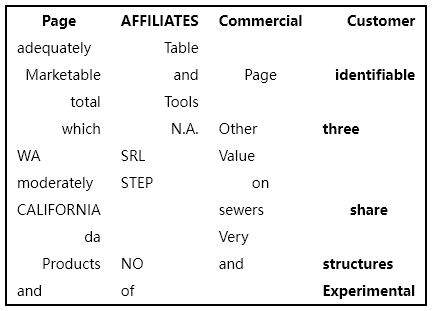 Page AFFILIATES Commercial Customer
adequately Table
Marketable and Page identifiable
total Tools
which N.A. Other three
WA SRL Value
moderately STEP on
CALIFORNIA sewers share
da Very
Products NO and structures
and of Experimental